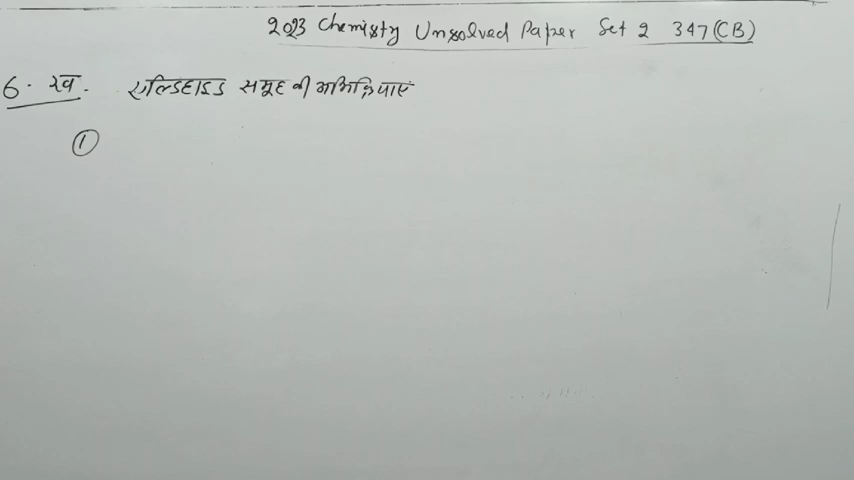 2023 Chemistry Unsolved Paper Set 2 347 (CB)
6. ख. एल्डिहाइड समूह की अभिक्रियाएं
①